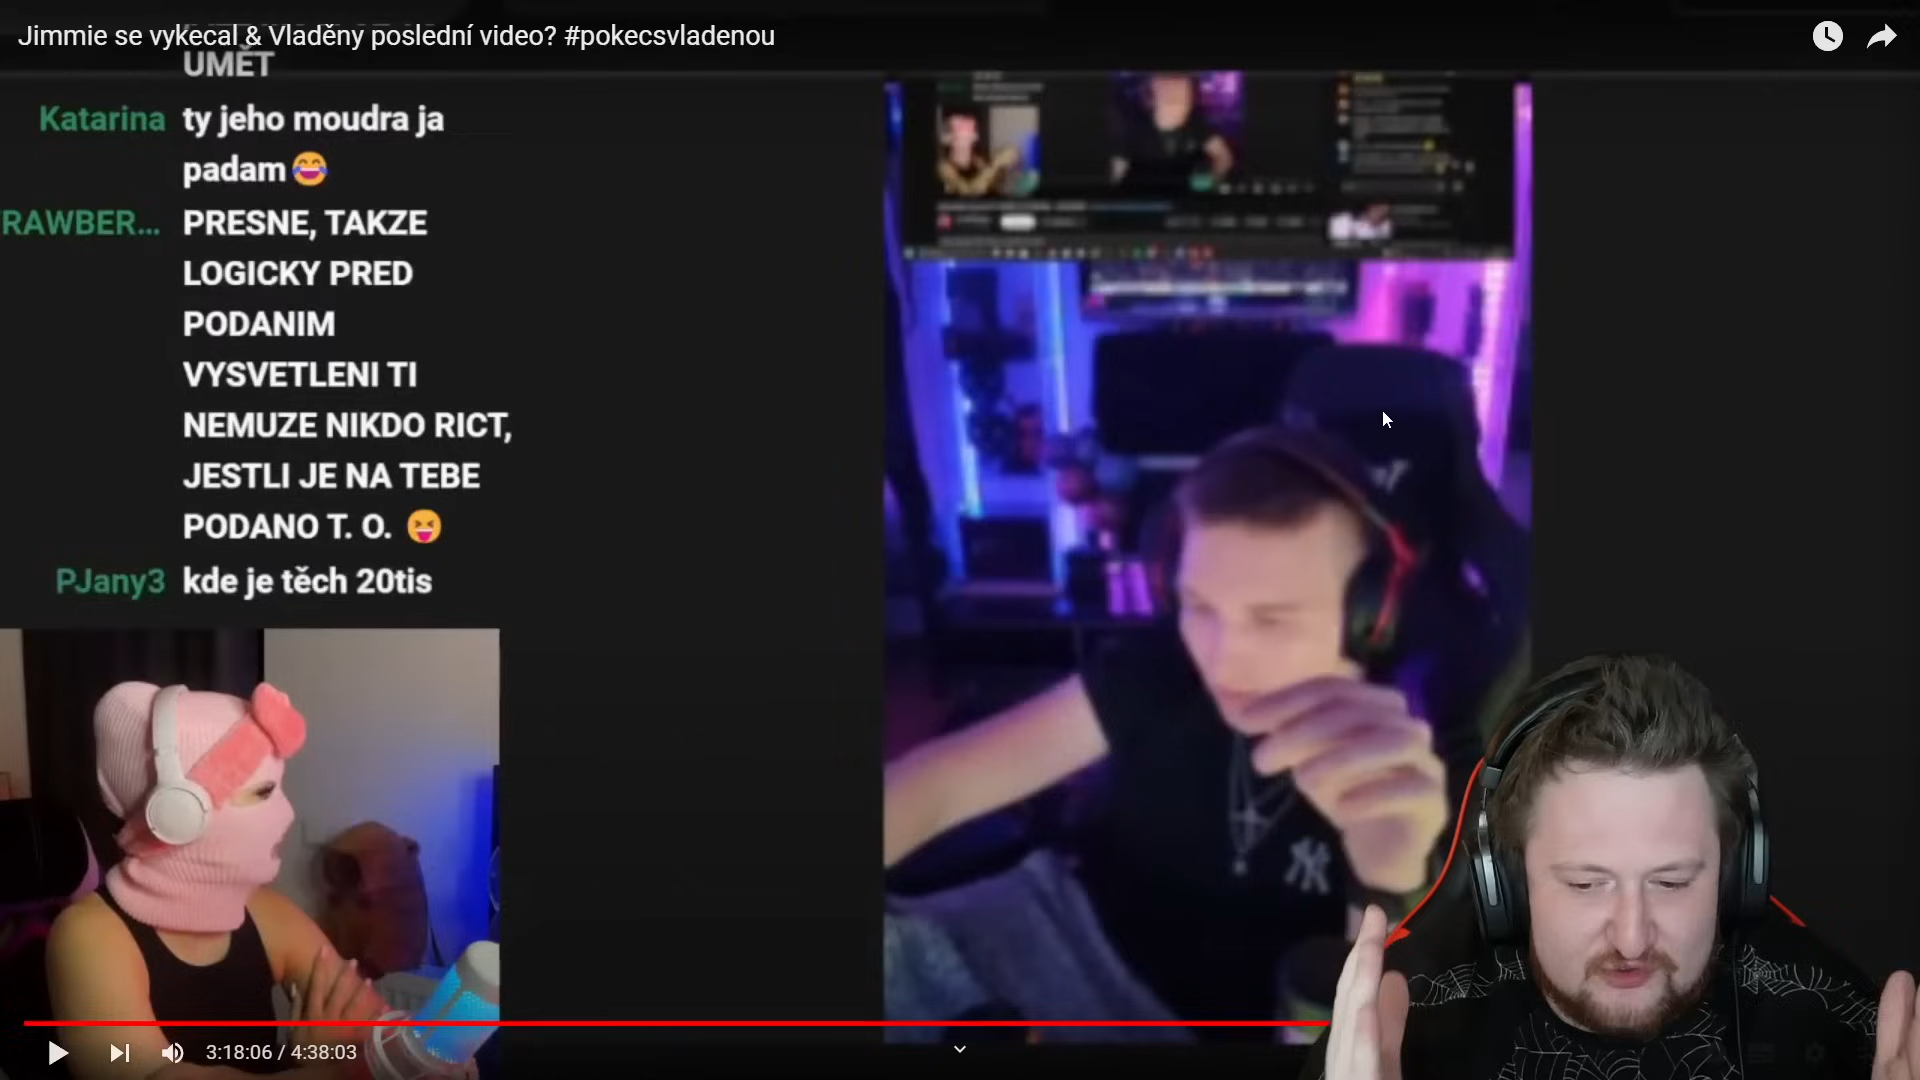 Jimmie se vykecal & Vladěny poslední video? #pokecsvladenou
UMĚT
Katarina ty jeho moudra ja
padam😂
RAWBER... PRESNE, TAKZE
LOGICKY PRED
PODANIM
VYSVETLENI TI
NEMUZE NIKDO RICT,
JESTLI JE NA TEBE
PODANO T. O. 😝
PJany3 kde je těch 20tis
NY
3:18:06 / 4:38:03